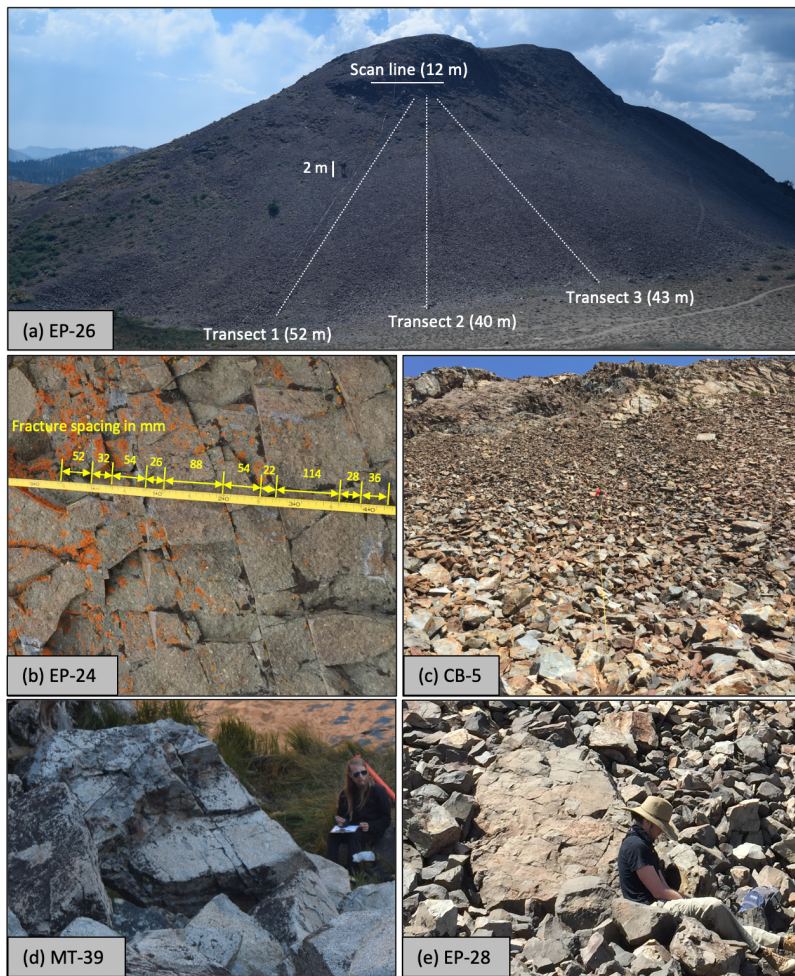 Scan line (12 m)
2 m
Transect 3 (43 m)
Transect 2 (40 m)
Transect 1 (52 m)
(a) EP-26
Fracture spacing in mm
52 32 54 26 88 54 22 114 28 36
(b) EP-24
(c) CB-5
(d) MT-39
(e) EP-28